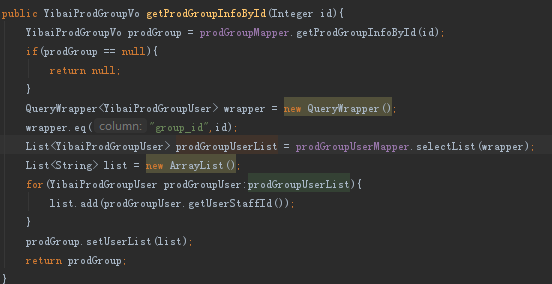 public YibaiProdGroupVo getProdGroupInfoById(Integer id){
    YibaiProdGroupVo prodGroup = prodGroupMapper.getProdGroupInfoById(id);
    if(prodGroup == null){
        return null;
    }
    QueryWrapper<YibaiProdGroupUser> wrapper = new QueryWrapper();
    wrapper.eq( column: "group_id",id);
    List<YibaiProdGroupUser> prodGroupUserList = prodGroupUserMapper.selectList(wrapper);
    List<String> list = new ArrayList();
    for(YibaiProdGroupUser prodGroupUser:prodGroupUserList){
        list.add(prodGroupUser.getUserStaffId());
    }
    prodGroup.setUserList(list);
    return prodGroup;
}